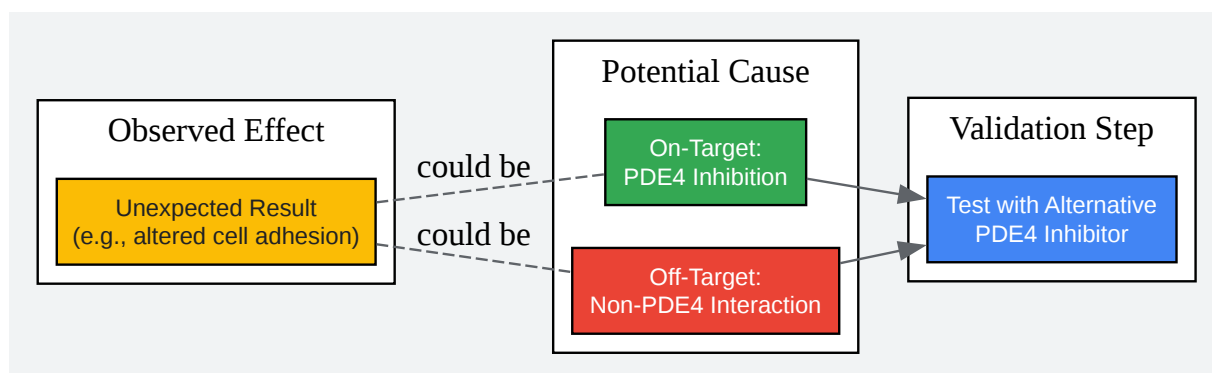 Observed Effect
Unexpected Result
(e.g., altered cell adhesion)
could be
could be
Potential Cause
On-Target:
PDE4 Inhibition
Off-Target:
Non-PDE4 Interaction
Validation Step
Test with Alternative
PDE4 Inhibitor